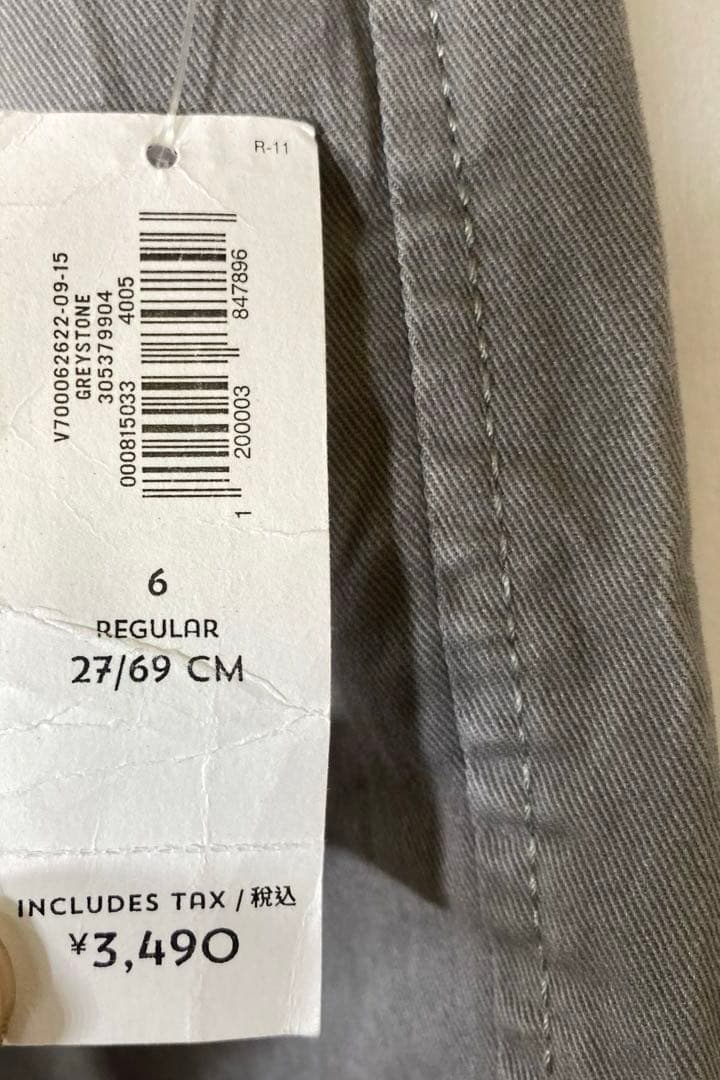 R-11
V700062622-09-15
GREYSTONE
305379904
000815033 4005
1 200003 847896
6
REGULAR
27/69 CM
INCLUDES TAX / 税込
¥3,490